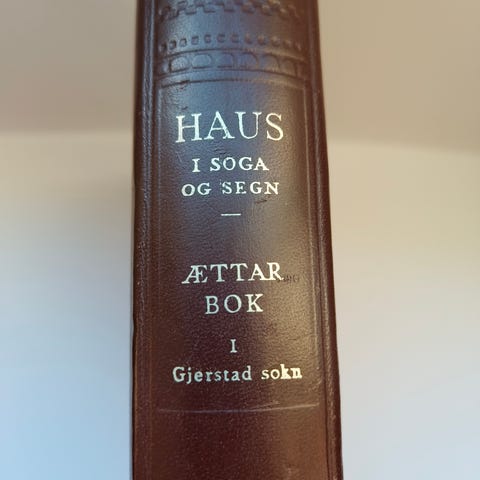 HAUS
I SOGA
OG SEGN
—
ÆTTAR
BOK
I
Gjerstad sokn